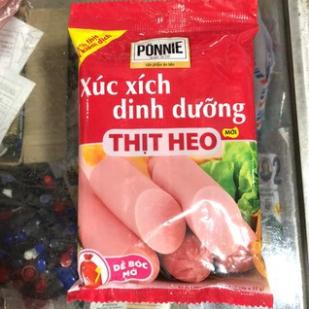 PONNIE
Xúc xích
dinh dưỡng
THỊT HEO
MỚI
DỄ BÓC
MỞ